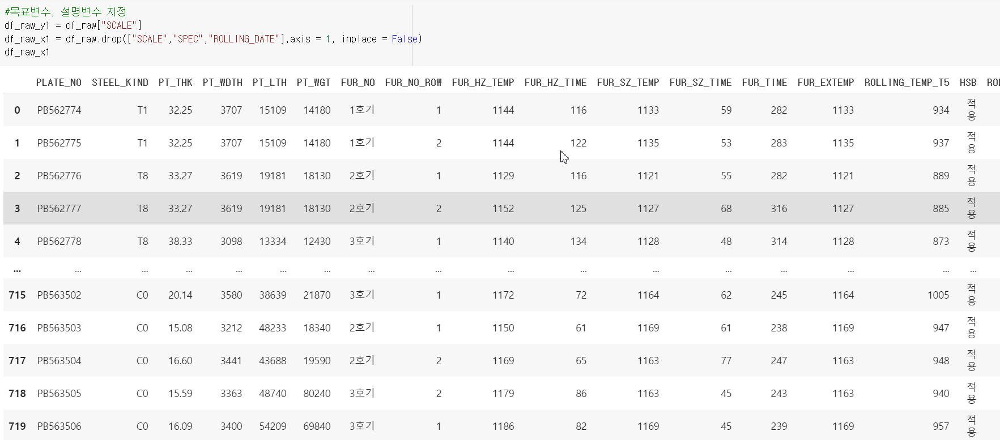 #목표변수, 설명변수 지정
df_raw_y1 = df_raw["SCALE"]
df_raw_x1 = df_raw.drop(["SCALE","SPEC","ROLLING_DATE"],axis = 1, inplace = False)
df_raw_x1
PLATE_NO STEEL_KIND PT_THK PT_WDTH PT_LTH PT_WGT FUR_NO FUR_NO_ROW FUR_HZ_TEMP FUR_HZ_TIME FUR_SZ_TEMP FUR_SZ_TIME FUR_TIME FUR_EXTEMP ROLLING_TEMP_T5 HSB ROL
0 PB562774 T1 32.25 3707 15109 14180 1호기 1 1144 116 1133 59 282 1133 934 적용
1 PB562775 T1 32.25 3707 15109 14180 1호기 2 1144 122 1135 53 283 1135 937 적용
2 PB562776 T8 33.27 3619 19181 18130 2호기 1 1129 116 1121 55 282 1121 889 적용
3 PB562777 T8 33.27 3619 19181 18130 2호기 2 1152 125 1127 68 316 1127 885 적용
4 PB562778 T8 38.33 3098 13334 12430 3호기 1 1140 134 1128 48 314 1128 873 적용
... ... ... ... ... ... ... ... ... ... ... ... ... ... ... ... ...
715 PB563502 C0 20.14 3580 38639 21870 3호기 1 1172 72 1164 62 245 1164 1005 적용
716 PB563503 C0 15.08 3212 48233 18340 2호기 1 1150 61 1169 61 238 1169 947 적용
717 PB563504 C0 16.60 3441 43688 19590 2호기 2 1169 65 1163 77 247 1163 948 적용
718 PB563505 C0 15.59 3363 48740 80240 3호기 2 1179 86 1163 45 243 1163 940 적용
719 PB563506 C0 16.09 3400 54209 69840 3호기 1 1186 82 1169 45 239 1169 957 적용